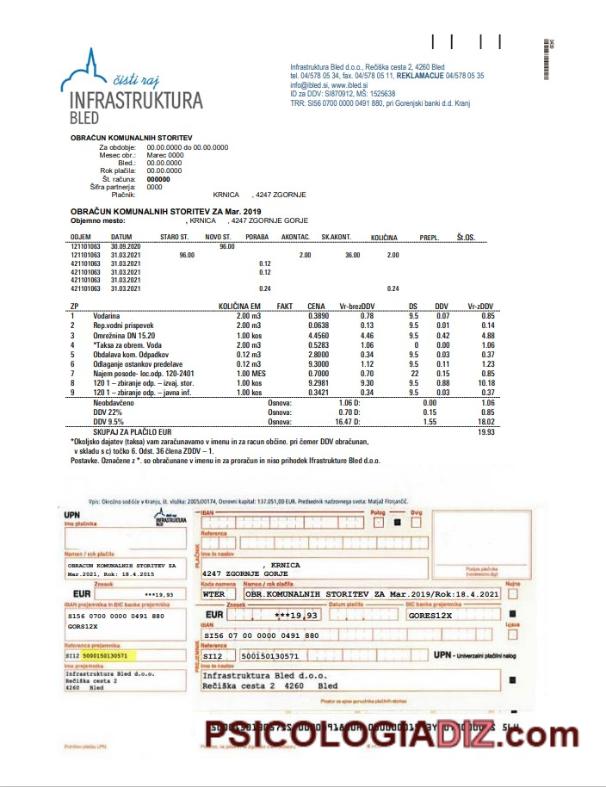 čisti raj
INFRASTRUKTURA
BLED
Infrastruktura Bled d.o.o., Rečiška cesta 2, 4260 Bled
tel. 04/578 05 34, fax. 04/578 05 11, REKLAMACIJE 04/578 05 35
info@ibled.si, www.ibled.si
ID za DDV: SI870912, MŠ: 1525638
TRR: SI56 0700 0000 0491 880, pri Gorenjski banki d.d. Kranj
OBRAČUN KOMUNALNIH STORITEV
Za obdobje: 00.00.0000 do 00.00.0000
Mesec obr.: Marec 0000
Bled.: 00.00.0000
Rok plačila: 00.00.0000
Št. računa: 000000
Šifra partnerja: 0000
Plačnik: KRNICA , 4247 ZGORNJE
OBRAČUN KOMUNALNIH STORITEV ZA Mar. 2019
Objemno mesto: , KRNICA , 4247 ZGORNJE GORJE
ODJEM DATUM STARO ST. NOVO ST. PORABA AKONTAC. SK.AKONT. KOLIČINA PREPL. Št.OS.
121101063 30.09.2020 96.00
121101063 31.03.2021 96.00 2.00 36.00 2.00
421101063 31.03.2021 0.12
421101063 31.03.2021 0.12
421101063 31.03.2021
421101063 31.03.2021 0.24 0.24
ZP KOLIČINA EM FAKT CENA Vr-brezDDV DS DDV Vr-zDDV
1 Vodarina 2.00 m3 0.3890 0.78 9.5 0.07 0.85
2 Rep.vodni prispevek 2.00 m3 0.0638 0.13 9.5 0.01 0.14
3 Omrežnina DN 15.20 1.00 kos 4.4560 4.46 9.5 0.42 4.88
4 *Taksa za obrem. Voda 2.00 m3 0.5283 1.06 0 0.00 1.06
5 Obdalava kom. Odpadkov 0.12 m3 2.8000 0.34 9.5 0.03 0.37
6 Odlaganje ostankov predelave 0.12 m3 9.3000 1.12 9.5 0.11 1.23
7 Najem posode- loc.odp. 120-2401 1.00 MES 0.7000 0.70 22 0.15 0.85
8 120 1 – zbiranje odp. - izvaj. stor. 1.00 kos 9.2981 9.30 9.5 0.88 10.18
9 120 1 – zbiranje odp. – javna inf. 1.00 kos 0.3421 0.34 9.5 0.03 0.37
Neobdavčeno Osnova: 1.06 D: 0.00 1.06
DDV 22% Osnova: 0.70 D: 0.15 0.85
DDV 9.5% Osnova: 16.47 D: 1.55 18.02
SKUPAJ ZA PLAČILO EUR 19.93
*Okoljsko dajatev (taksa) vam zaračunavamo v imenu in za racun občino. pri čemer DDV obračunan,
v skladu s c) točko 6. Odst. 36 člena ZDDV – 1.
Postavke. Označene z *. so obračunane v imenu in za proračun in niso prihodek Ifrastrukture Bled d.o.o.
Vpis: Okrožno sodišče v Kranju, št. vložka: 2005/00174, Osnovni kapital: 137.051,00 EUR. Predsednik nadzornega sveta: Matjaž
UPN
INFRASTRUKTURA
BLED
Ime plačnika
IBAN
Polog
Dvig
Referenca
PLAČNIK
Ime in naslov
Namen / rok plačila
OBRACUN KOMUNALNIH STORITEV ZA
Mar.2021, Rok: 18.4.2015
, KRNICA
4247 ZGORNJE GORJE
Znesek
EUR ***19,93
Koda namena Namen / rok plačila
Nujno
WTER OBR.KOMUNALNIH STORITEV ZA Mar.2019/Rok:18.4.2021
Znesek Datum plačila BIC banke prejemnika
EUR ***19,93 GORES12X
IBAN prejemnika in BIC banke prejemnika
SI56 0700 0000 0491 880
GORS12X
IBAN
SI56 07 00 0000 0491 880
Referenca prejemnika
SI12 5000150130571
Referenca
SI12 500150130571
UPN - Univerzalni plačilni nalog
PREJEMNIK
Ime prejemnika
Infrastruktura Bled d.o.o.
Rečiška cesta 2
4260 Bled
Ime in naslov
Infrastruktura Bled d.o.o.
Rečiška cesta 2 4260 Bled
PSICOLOGIADIZ.com